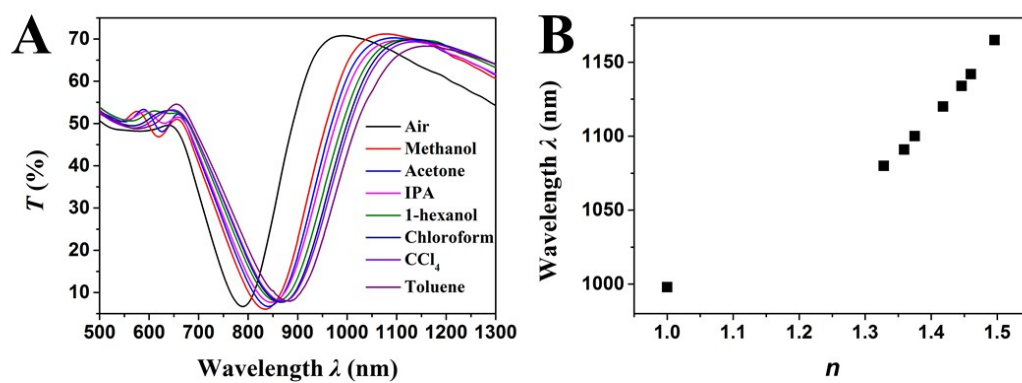 A
T (%)
70
60
50
40
30
20
10
500 600 700 800 900 1000 1100 1200 1300
Wavelength λ (nm)
Air
Methanol
Acetone
IPA
1-hexanol
Chloroform
CCl₄
Toluene
B
Wavelength λ (nm)
1150
1100
1050
1000
1.0 1.1 1.2 1.3 1.4 1.5
n